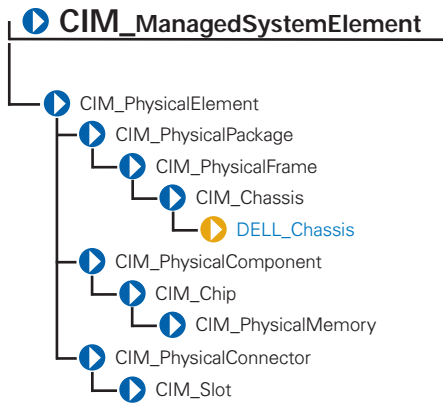 CIM_ManagedSystemElement
CIM_PhysicalElement
CIM_PhysicalPackage
CIM_PhysicalFrame
CIM_Chassis
DELL_Chassis
CIM_PhysicalComponent
CIM_Chip
CIM_PhysicalMemory
CIM_PhysicalConnector
CIM_Slot